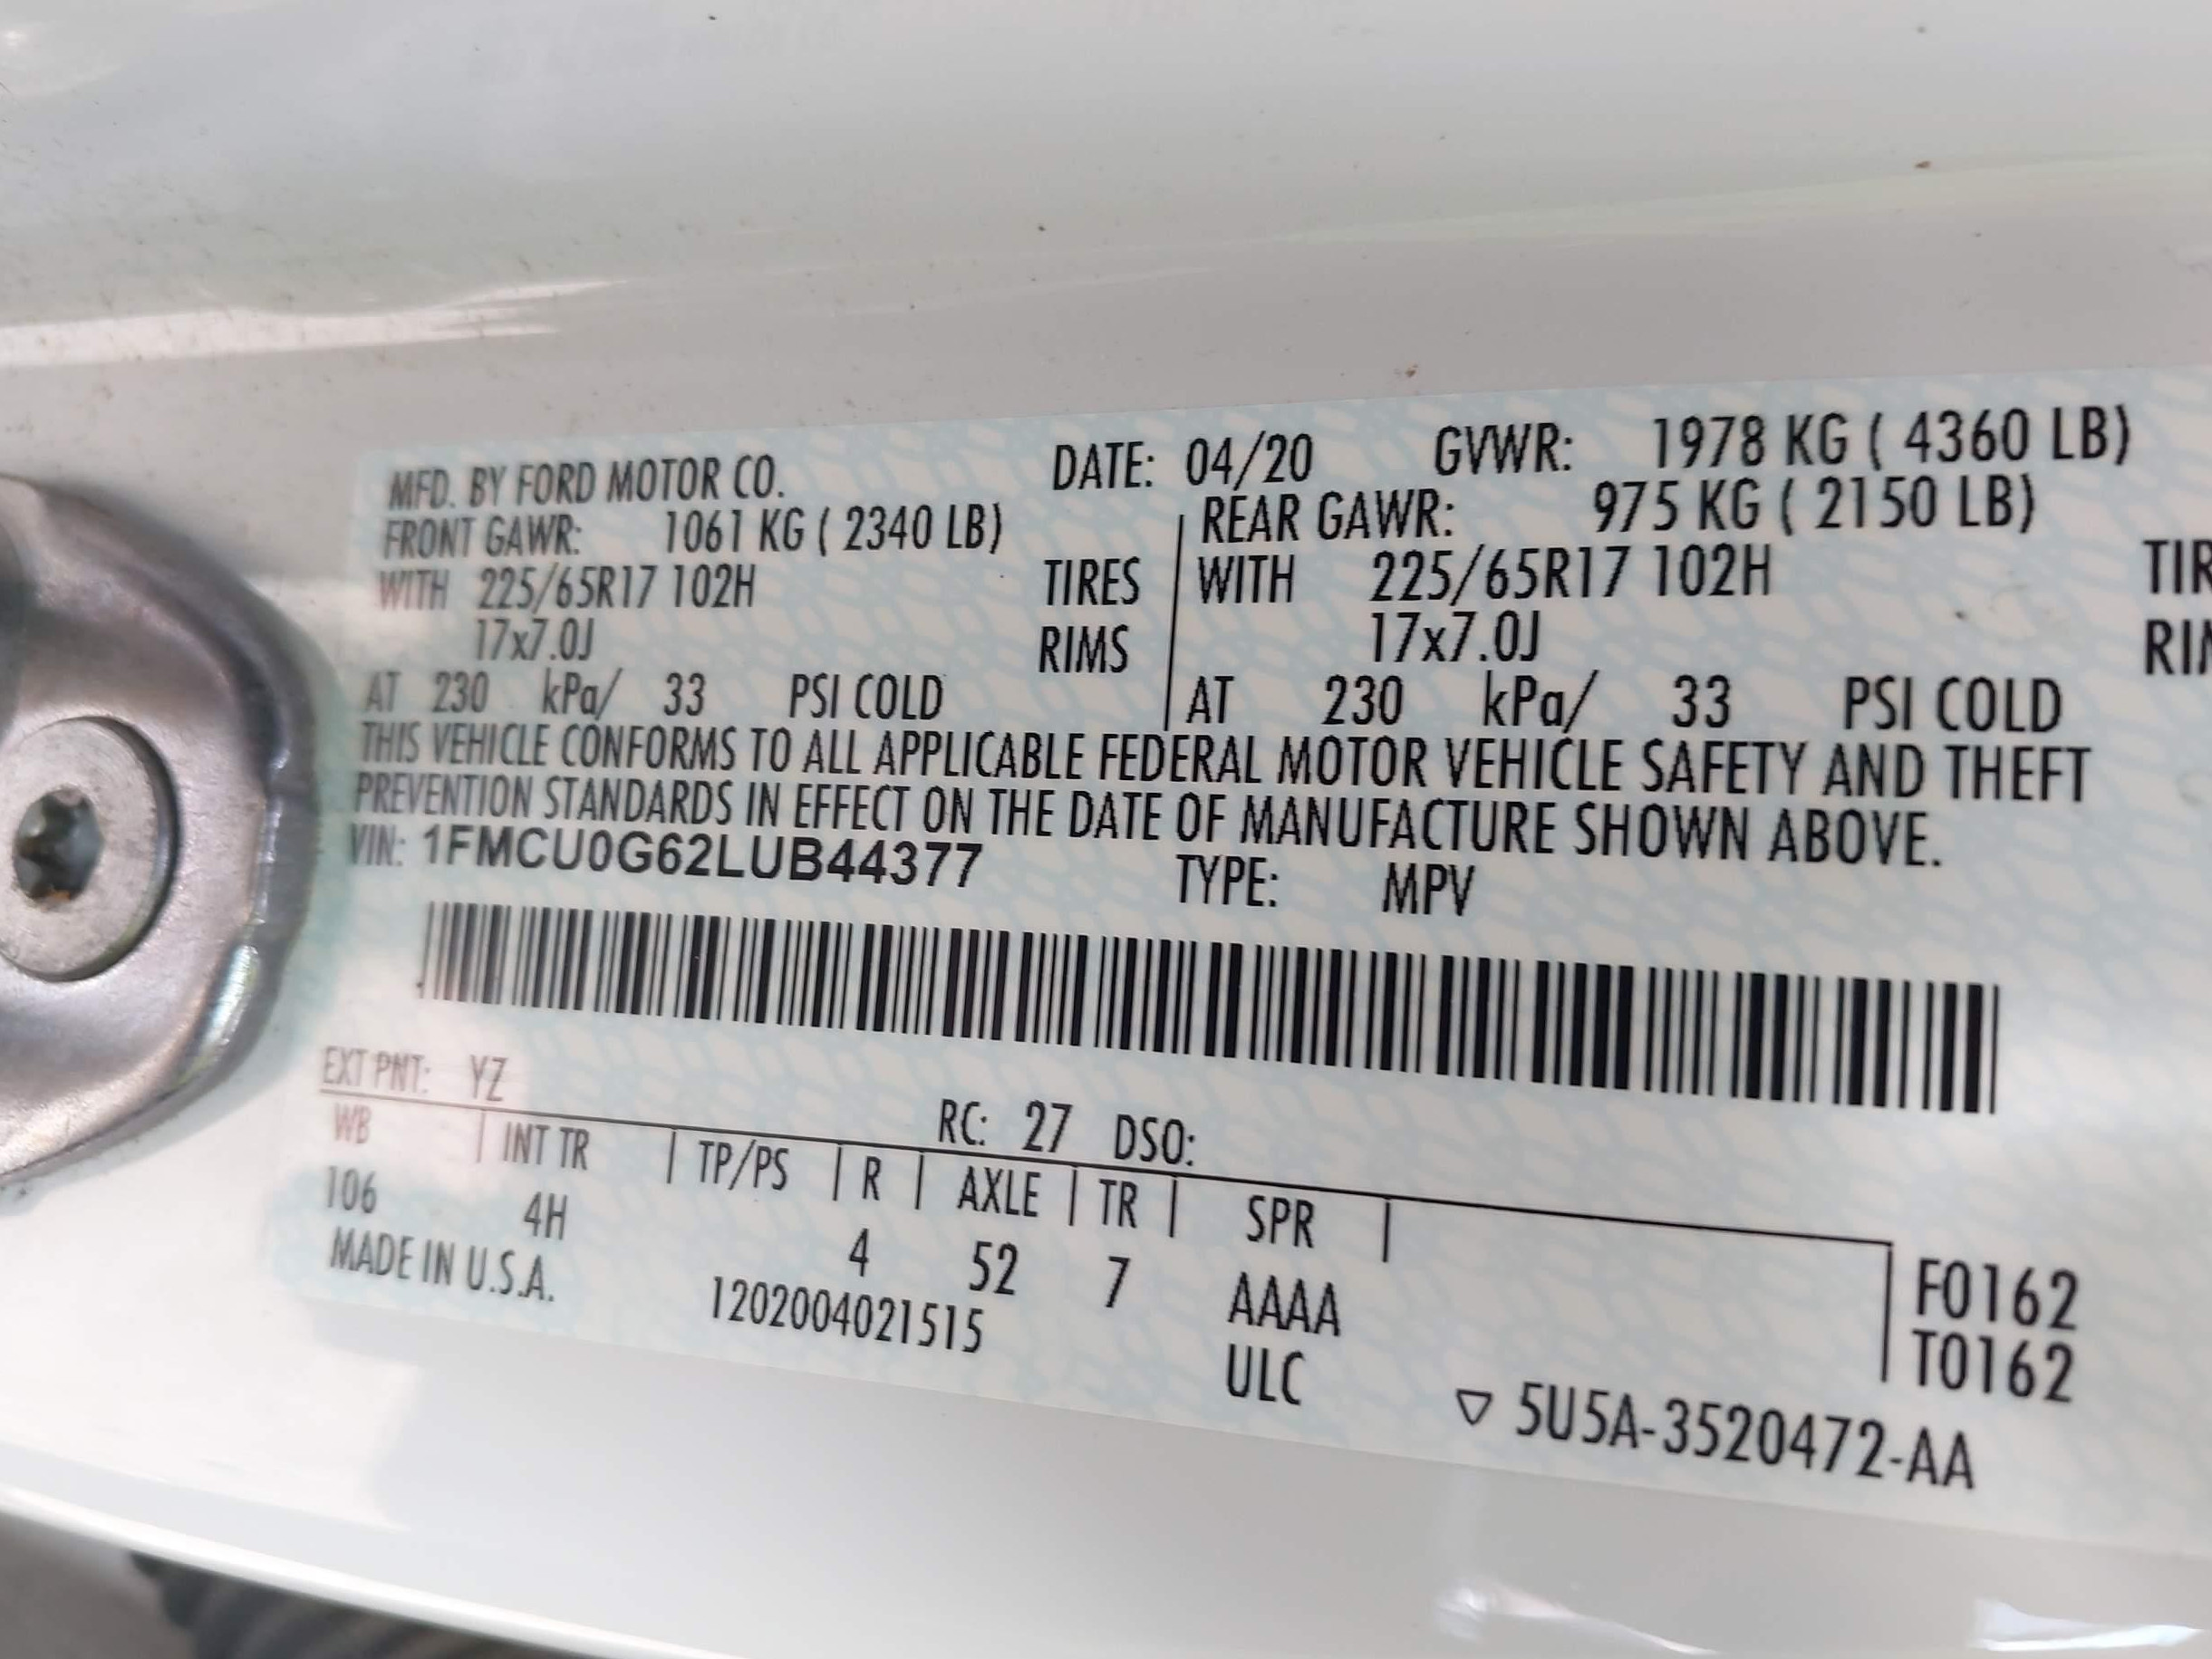 MFD. BY FORD MOTOR CO. DATE: 04/20 GVWR: 1978 KG ( 4360 LB)
FRONT GAWR: 1061 KG ( 2340 LB) REAR GAWR: 975 KG ( 2150 LB)
WITH 225/65R17 102H TIRES WITH 225/65R17 102H TIR
17x7.0J RIMS 17x7.0J RIM
AT 230 kPa/ 33 PSI COLD AT 230 kPa/ 33 PSI COLD
THIS VEHICLE CONFORMS TO ALL APPLICABLE FEDERAL MOTOR VEHICLE SAFETY AND THEFT
PREVENTION STANDARDS IN EFFECT ON THE DATE OF MANUFACTURE SHOWN ABOVE.
VIN: 1FMCU0G62LUB44377 TYPE: MPV
EXT PNT: YZ RC: 27 DSO:
WB | INT TR | TP/PS | R | AXLE | TR | SPR |
106 4H 4 52 7 AAAA F0162
MADE IN U.S.A. 1202004021515 ULC T0162
▽ 5U5A-3520472-AA